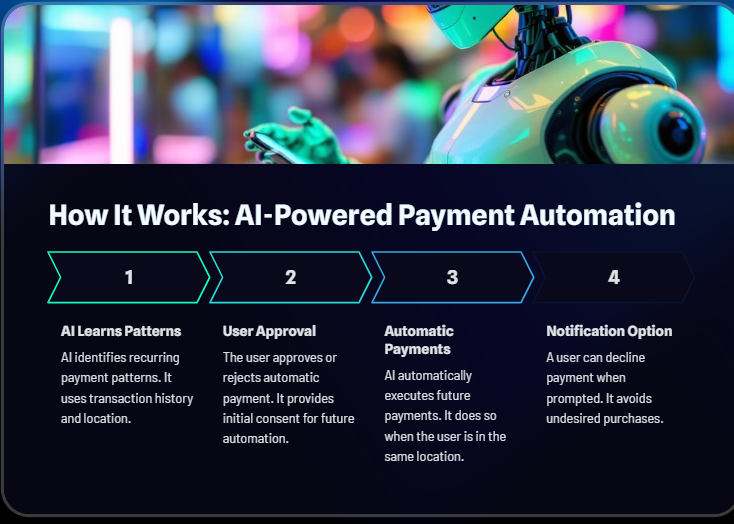 How It Works: AI-Powered Payment Automation
1
2
3
4
AI Learns Patterns
AI identifies recurring
payment patterns. It
uses transaction history
and location.
User Approval
The user approves or
rejects automatic
payment. It provides
initial consent for future
automation.
Automatic
Payments
AI automatically
executes future
payments. It does so
when the user is in the
same location.
Notification Option
A user can decline
payment when
prompted. It avoids
undesired purchases.